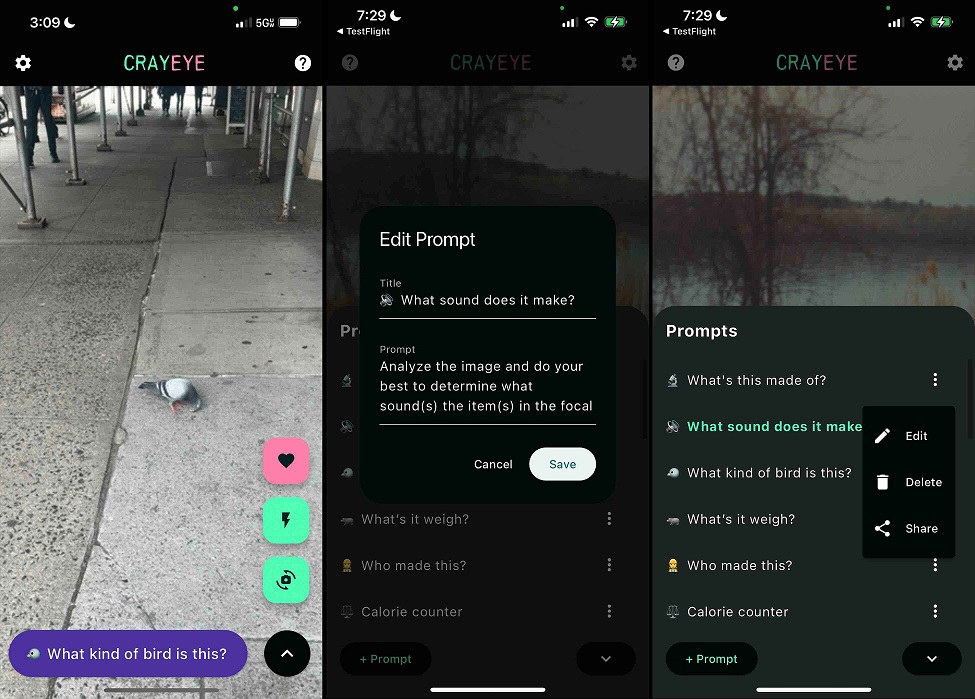 3:09
5GW
CRAYEYE
What kind of bird is this?
7:29
◄ TestFlight
CRAYEYE
Edit Prompt
Title
What sound does it make?
Prompt
Analyze the image and do your
best to determine what
sound(s) the item(s) in the focal
Cancel
Save
Pr
What's it weigh?
Who made this?
Calorie counter
+ Prompt
7:29
◄ TestFlight
CRAYEYE
Prompts
What's this made of?
What sound does it make
What kind of bird is this?
What's it weigh?
Who made this?
Calorie counter
Edit
Delete
Share
+ Prompt